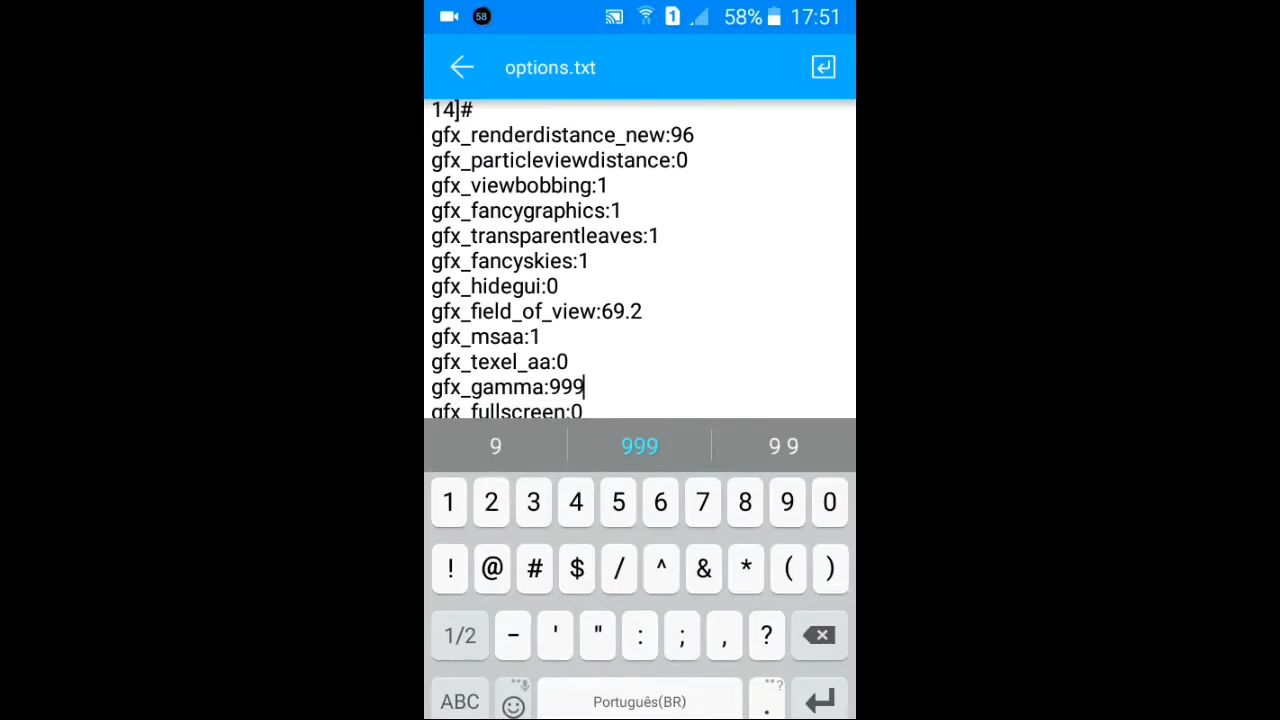 58
1
58%
17:51
options.txt
14]#
gfx_renderdistance_new:96
gfx_particleviewdistance:0
gfx_viewbobbing:1
gfx_fancygraphics:1
gfx_transparentleaves:1
gfx_fancyskies:1
gfx_hidegui:0
gfx_field_of_view:69.2
gfx_msaa:1
gfx_texel_aa:0
gfx_gamma:999
gfx_fullscreen:0
9 999 9 9
1 2 3 4 5 6 7 8 9 0
! @ # $ / ^ & * ( )
1/2 - ' " : ; , ?
ABC Português(BR) .